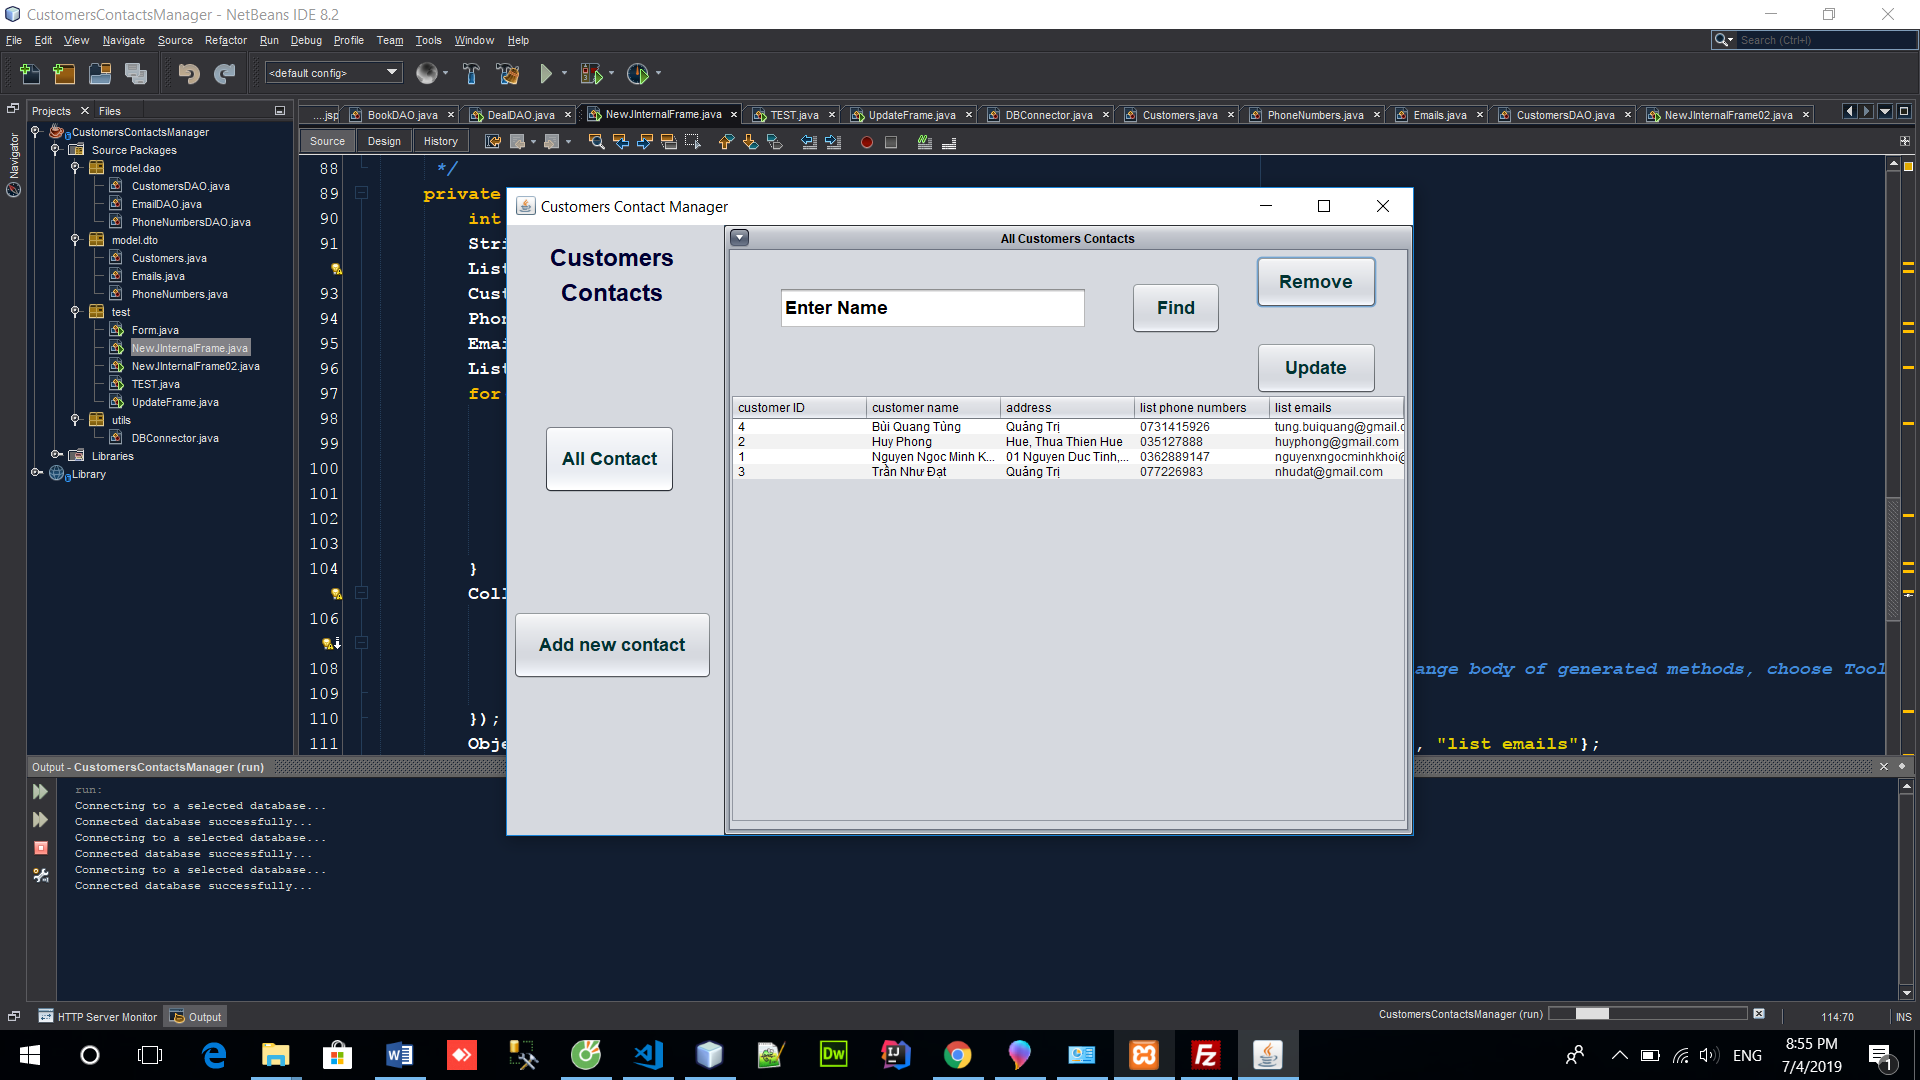 CustomersContactsManager - NetBeans IDE 8.2
File Edit View Navigate Source Refactor Run Debug Profile Team Tools Window Help
Search (Ctrl+I)
<default config>
Projects Files
...jsp BookDAO.java DealDAO.java NewJInternalFrame.java TEST.java UpdateFrame.java DBConnector.java Customers.java PhoneNumbers.java Emails.java CustomersDAO.java NewJInternalFrame02.java
Source Design History
Navigator
CustomersContactsManager
Source Packages
model.dao
CustomersDAO.java
EmailDAO.java
PhoneNumbersDAO.java
model.dto
Customers.java
Emails.java
PhoneNumbers.java
test
Form.java
NewJInternalFrame.java
NewJInternalFrame02.java
TEST.java
UpdateFrame.java
utils
DBConnector.java
Libraries
Library
88 */
89 private
90 int
91 Stri
List
93 Cust
94 Phon
95 Emai
96 List
97 for
98
99
100
101
102
103
104 }
Coll
106
108 ange body of generated methods, choose Tool
109
110 });
111 Obje , "list emails"};
Customers Contact Manager
Customers
Contacts
All Contact
Add new contact
All Customers Contacts
Enter Name
Find
Remove
Update
customer ID customer name address list phone numbers list emails
4 Bùi Quang Tùng Quảng Trị 0731415926 tung.buiquang@gmail.c
2 Huy Phong Hue, Thua Thien Hue 035127888 huyphong@gmail.com
1 Nguyen Ngoc Minh K... 01 Nguyen Duc Tinh,... 0362889147 nguyenxngocminhkhoi@
3 Trần Như Đạt Quảng Trị 077226983 nhudat@gmail.com
Output - CustomersContactsManager (run)
run:
Connecting to a selected database...
Connected database successfully...
Connecting to a selected database...
Connected database successfully...
Connecting to a selected database...
Connected database successfully...
HTTP Server Monitor Output
CustomersContactsManager (run)
114:70
INS
ENG
8:55 PM
7/4/2019
1